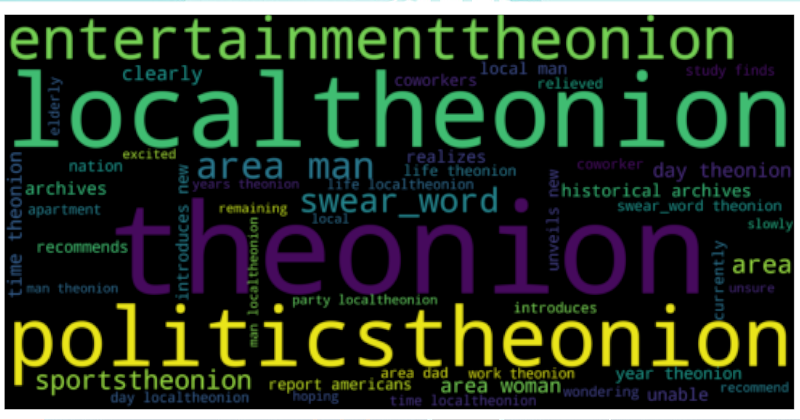 entertainmenttheonion
clearly
local man
coworkers
study finds
relieved
elderly
localtheonion
excited
realizes
nation
area man
life theonion
coworker
day theonion
archives
years theonion
life localtheonion
historical archives
time theonion
introduces new
unveils new
apartment
remaining
swear_word
swear_word theonion
local
slowly
theonion
recommends
area
man theonion
man localtheonion
currently
unsure
party localtheonion
introduces
politicstheonion
sportstheonion
area dad
work theonion
year theonion
report americans
area woman
day localtheonion
hoping
time localtheonion
wondering
unable
recommend